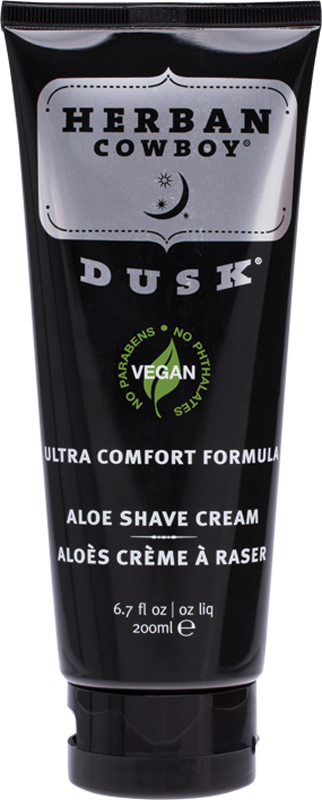 HERBAN
COWBOY®
DUSK®
NO PARABENS • NO PHTHALATES
VEGAN
ULTRA COMFORT FORMULA
ALOE SHAVE CREAM
ALOÈS CRÈME À RASER
6.7 fl oz | oz liq
200ml ℮